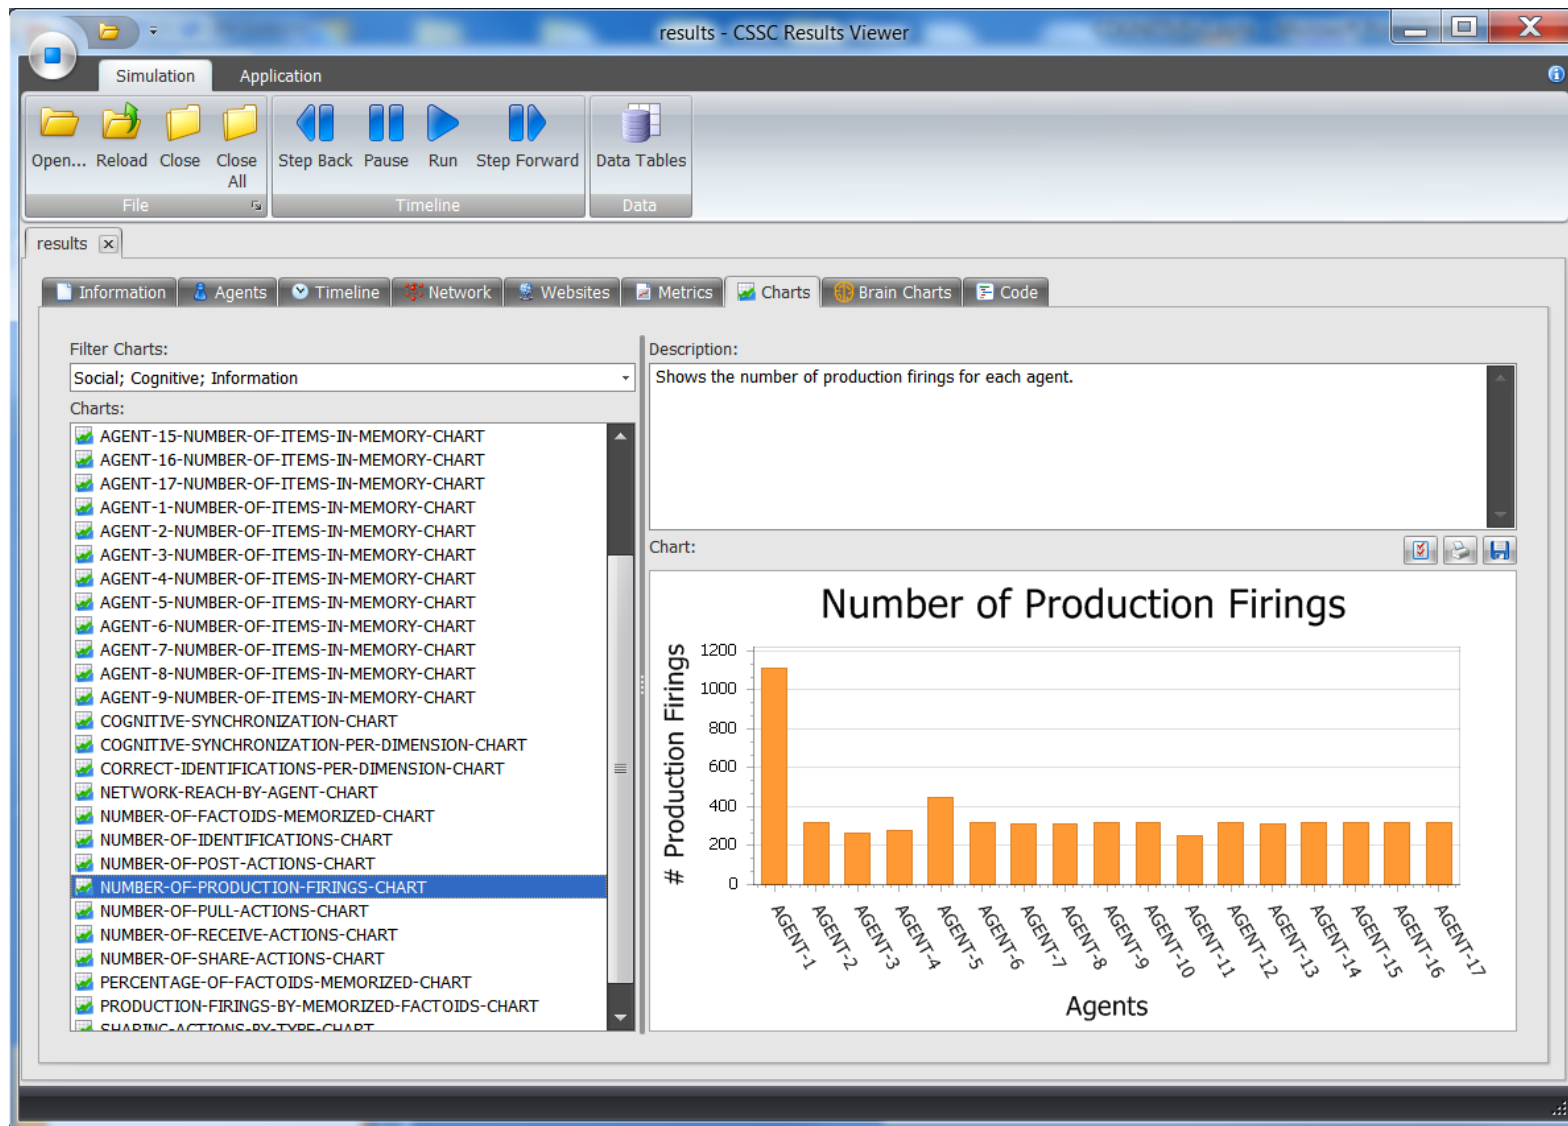 results - CSSC Results Viewer
Simulation Application
Open... Reload Close Close All Step Back Pause Run Step Forward Data Tables
File Timeline Data
results
Information Agents Timeline Network Websites Metrics Charts Brain Charts Code
Filter Charts:
Social; Cognitive; Information
Charts:
AGENT-15-NUMBER-OF-ITEMS-IN-MEMORY-CHART
AGENT-16-NUMBER-OF-ITEMS-IN-MEMORY-CHART
AGENT-17-NUMBER-OF-ITEMS-IN-MEMORY-CHART
AGENT-1-NUMBER-OF-ITEMS-IN-MEMORY-CHART
AGENT-2-NUMBER-OF-ITEMS-IN-MEMORY-CHART
AGENT-3-NUMBER-OF-ITEMS-IN-MEMORY-CHART
AGENT-4-NUMBER-OF-ITEMS-IN-MEMORY-CHART
AGENT-5-NUMBER-OF-ITEMS-IN-MEMORY-CHART
AGENT-6-NUMBER-OF-ITEMS-IN-MEMORY-CHART
AGENT-7-NUMBER-OF-ITEMS-IN-MEMORY-CHART
AGENT-8-NUMBER-OF-ITEMS-IN-MEMORY-CHART
AGENT-9-NUMBER-OF-ITEMS-IN-MEMORY-CHART
COGNITIVE-SYNCHRONIZATION-CHART
COGNITIVE-SYNCHRONIZATION-PER-DIMENSION-CHART
CORRECT-IDENTIFICATIONS-PER-DIMENSION-CHART
NETWORK-REACH-BY-AGENT-CHART
NUMBER-OF-FACTOIDS-MEMORIZED-CHART
NUMBER-OF-IDENTIFICATIONS-CHART
NUMBER-OF-POST-ACTIONS-CHART
NUMBER-OF-PRODUCTION-FIRINGS-CHART
NUMBER-OF-PULL-ACTIONS-CHART
NUMBER-OF-RECEIVE-ACTIONS-CHART
NUMBER-OF-SHARE-ACTIONS-CHART
PERCENTAGE-OF-FACTOIDS-MEMORIZED-CHART
PRODUCTION-FIRINGS-BY-MEMORIZED-FACTOIDS-CHART
SHARING-ACTIONS-BY-TYPE-CHART
Description:
Shows the number of production firings for each agent.
Chart:
Number of Production Firings
# Production Firings
1200
1000
800
600
400
200
0
AGENT-1
AGENT-2
AGENT-3
AGENT-4
AGENT-5
AGENT-6
AGENT-7
AGENT-8
AGENT-9
AGENT-10
AGENT-11
AGENT-12
AGENT-13
AGENT-14
AGENT-15
AGENT-16
AGENT-17
Agents